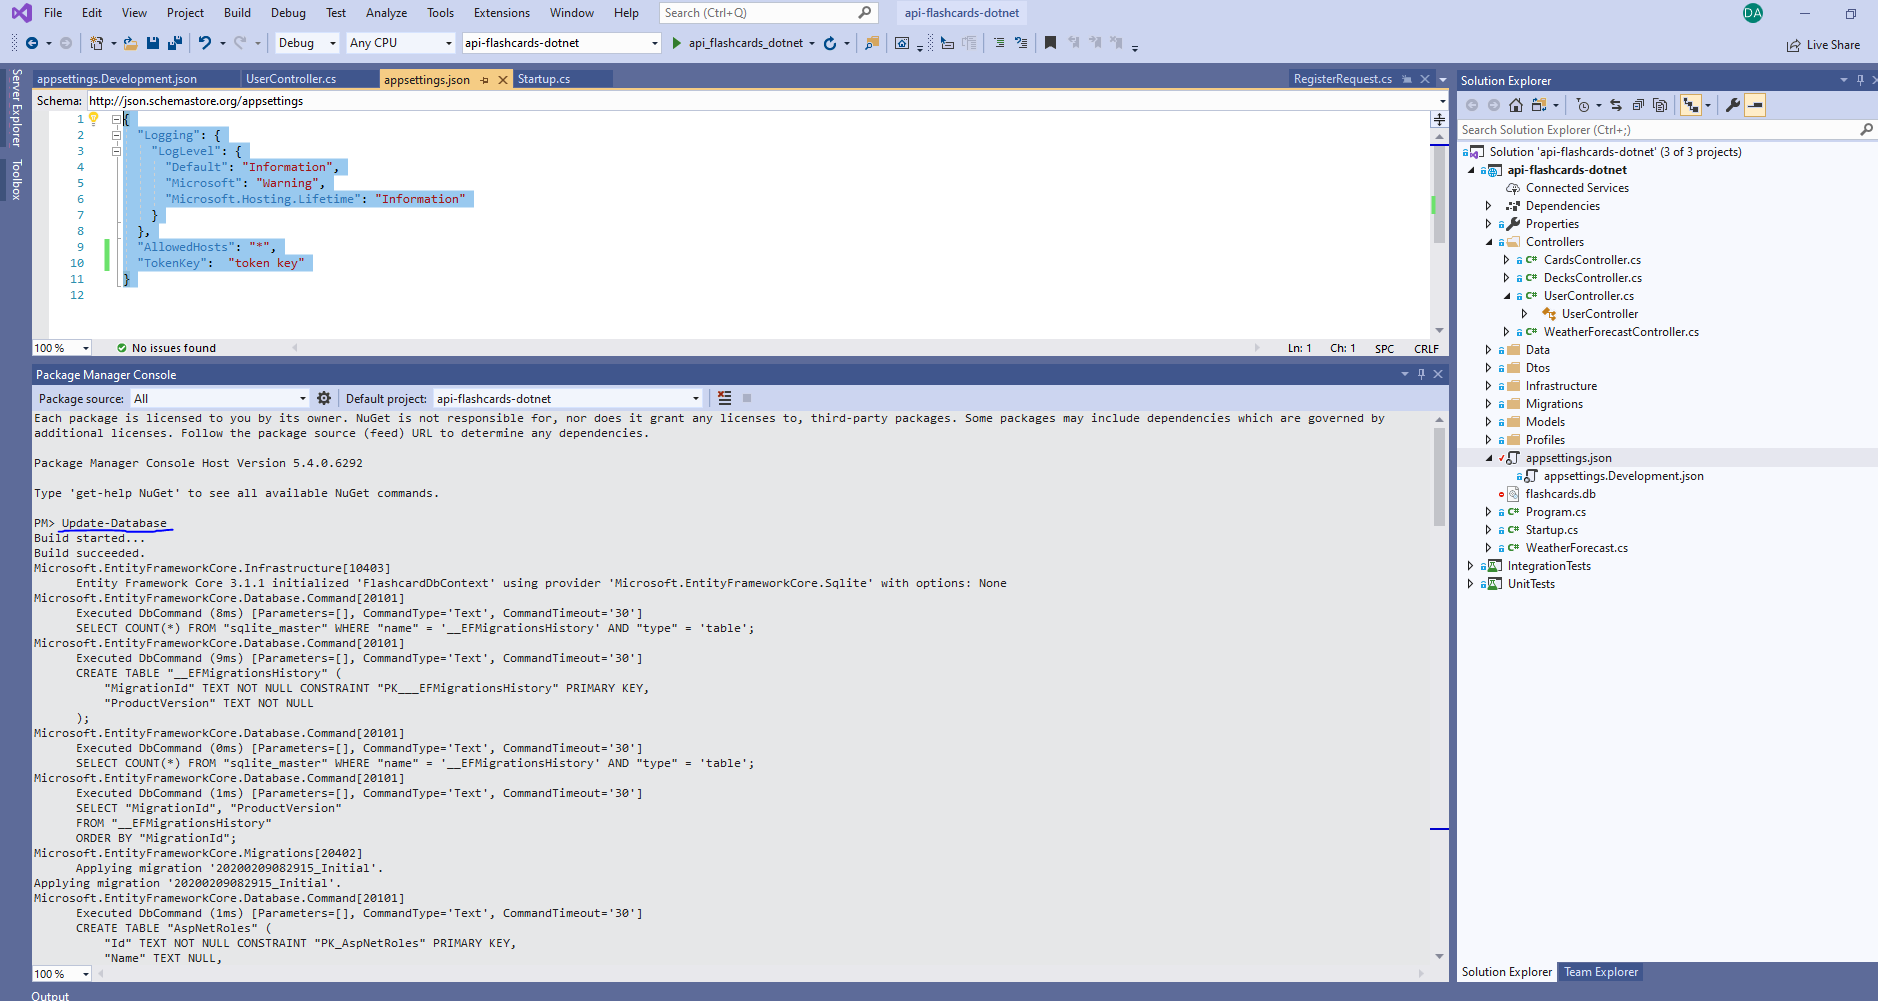 File Edit View Project Build Debug Test Analyze Tools Extensions Window Help Search (Ctrl+Q) api-flashcards-dotnet DA
Debug Any CPU api-flashcards-dotnet api_flashcards_dotnet Live Share
Server Explorer
Toolbox
appsettings.Development.json UserController.cs appsettings.json Startup.cs RegisterRequest.cs
Schema: http://json.schemastore.org/appsettings
1 {
2 "Logging": {
3 "LogLevel": {
4 "Default": "Information",
5 "Microsoft": "Warning",
6 "Microsoft.Hosting.Lifetime": "Information"
7 }
8 },
9 "AllowedHosts": "*",
10 "TokenKey":  "token key"
11 }
12
100 % No issues found Ln: 1 Ch: 1 SPC CRLF
Package Manager Console
Package source: All Default project: api-flashcards-dotnet
Each package is licensed to you by its owner. NuGet is not responsible for, nor does it grant any licenses to, third-party packages. Some packages may include dependencies which are governed by
additional licenses. Follow the package source (feed) URL to determine any dependencies.
Package Manager Console Host Version 5.4.0.6292
Type 'get-help NuGet' to see all available NuGet commands.
PM> Update-Database
Build started...
Build succeeded.
Microsoft.EntityFrameworkCore.Infrastructure[10403]
Entity Framework Core 3.1.1 initialized 'FlashcardDbContext' using provider 'Microsoft.EntityFrameworkCore.Sqlite' with options: None
Microsoft.EntityFrameworkCore.Database.Command[20101]
Executed DbCommand (8ms) [Parameters=[], CommandType='Text', CommandTimeout='30']
SELECT COUNT(*) FROM "sqlite_master" WHERE "name" = '__EFMigrationsHistory' AND "type" = 'table';
Microsoft.EntityFrameworkCore.Database.Command[20101]
Executed DbCommand (9ms) [Parameters=[], CommandType='Text', CommandTimeout='30']
CREATE TABLE "__EFMigrationsHistory" (
"MigrationId" TEXT NOT NULL CONSTRAINT "PK___EFMigrationsHistory" PRIMARY KEY,
"ProductVersion" TEXT NOT NULL
);
Microsoft.EntityFrameworkCore.Database.Command[20101]
Executed DbCommand (0ms) [Parameters=[], CommandType='Text', CommandTimeout='30']
SELECT COUNT(*) FROM "sqlite_master" WHERE "name" = '__EFMigrationsHistory' AND "type" = 'table';
Microsoft.EntityFrameworkCore.Database.Command[20101]
Executed DbCommand (1ms) [Parameters=[], CommandType='Text', CommandTimeout='30']
SELECT "MigrationId", "ProductVersion"
FROM "__EFMigrationsHistory"
ORDER BY "MigrationId";
Microsoft.EntityFrameworkCore.Migrations[20402]
Applying migration '20200209082915_Initial'.
Applying migration '20200209082915_Initial'.
Microsoft.EntityFrameworkCore.Database.Command[20101]
Executed DbCommand (1ms) [Parameters=[], CommandType='Text', CommandTimeout='30']
CREATE TABLE "AspNetRoles" (
"Id" TEXT NOT NULL CONSTRAINT "PK_AspNetRoles" PRIMARY KEY,
"Name" TEXT NULL,
100 %
Output
Solution Explorer
Search Solution Explorer (Ctrl+;)
Solution 'api-flashcards-dotnet' (3 of 3 projects)
api-flashcards-dotnet
Connected Services
Dependencies
Properties
Controllers
C# CardsController.cs
C# DecksController.cs
C# UserController.cs
UserController
C# WeatherForecastController.cs
Data
Dtos
Infrastructure
Migrations
Models
Profiles
appsettings.json
appsettings.Development.json
flashcards.db
C# Program.cs
C# Startup.cs
C# WeatherForecast.cs
IntegrationTests
UnitTests
Solution Explorer Team Explorer